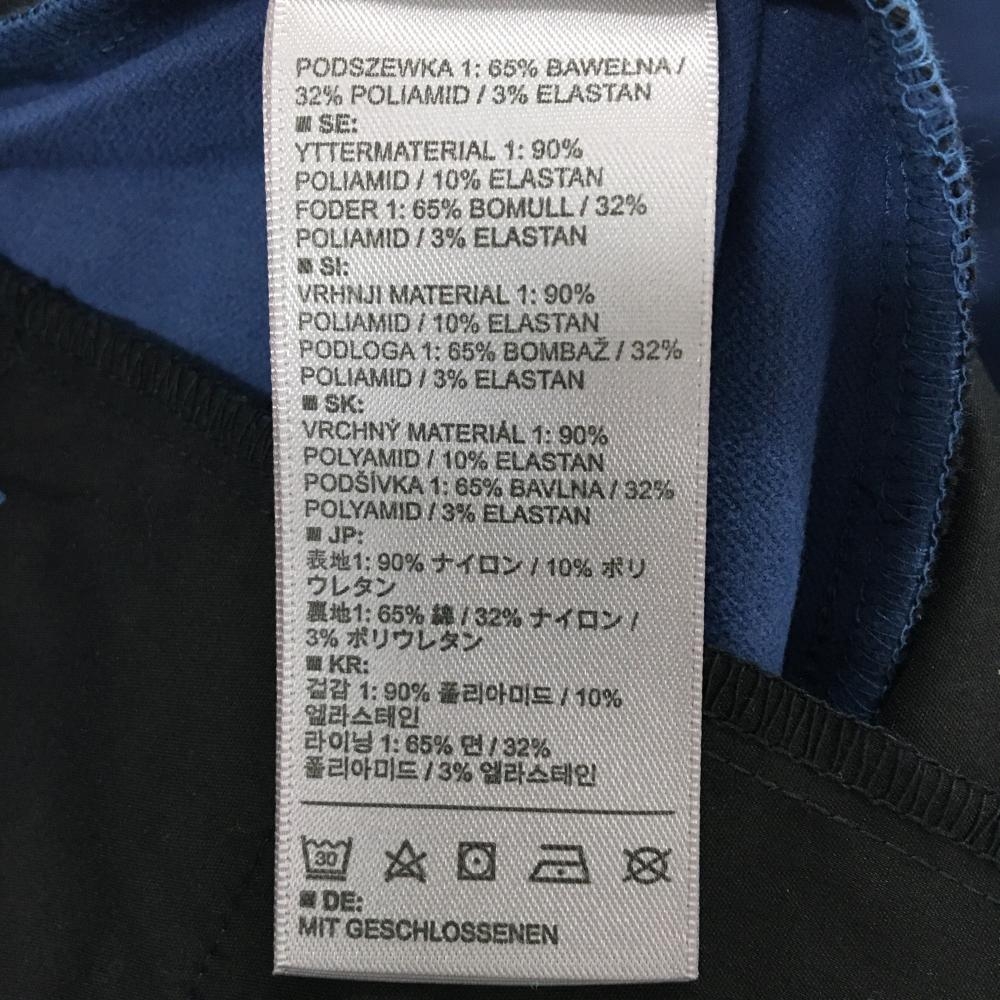 PODSZEWKA 1: 65% BAWEŁNA /
32% POLIAMID / 3% ELASTAN
■ SE:
YTTERMATERIAL 1: 90%
POLIAMID / 10% ELASTAN
FODER 1: 65% BOMULL / 32%
POLIAMID / 3% ELASTAN
■ SI:
VRHNJI MATERIAL 1: 90%
POLIAMID / 10% ELASTAN
PODLOGA 1: 65% BOMBAŽ / 32%
POLIAMID / 3% ELASTAN
■ SK:
VRCHNÝ MATERIÁL 1: 90%
POLYAMID / 10% ELASTAN
PODŠÍVKA 1: 65% BAVLNA / 32%
POLYAMID / 3% ELASTAN
■ JP:
表地1: 90% ナイロン / 10% ポリ
ウレタン
裏地1: 65% 綿 / 32% ナイロン /
3% ポリウレタン
■ KR:
겉감 1: 90% 폴리아미드 / 10%
엘라스테인
라이닝 1: 65% 면 / 32%
폴리아미드 / 3% 엘라스테인
30
■ DE:
MIT GESCHLOSSENEN